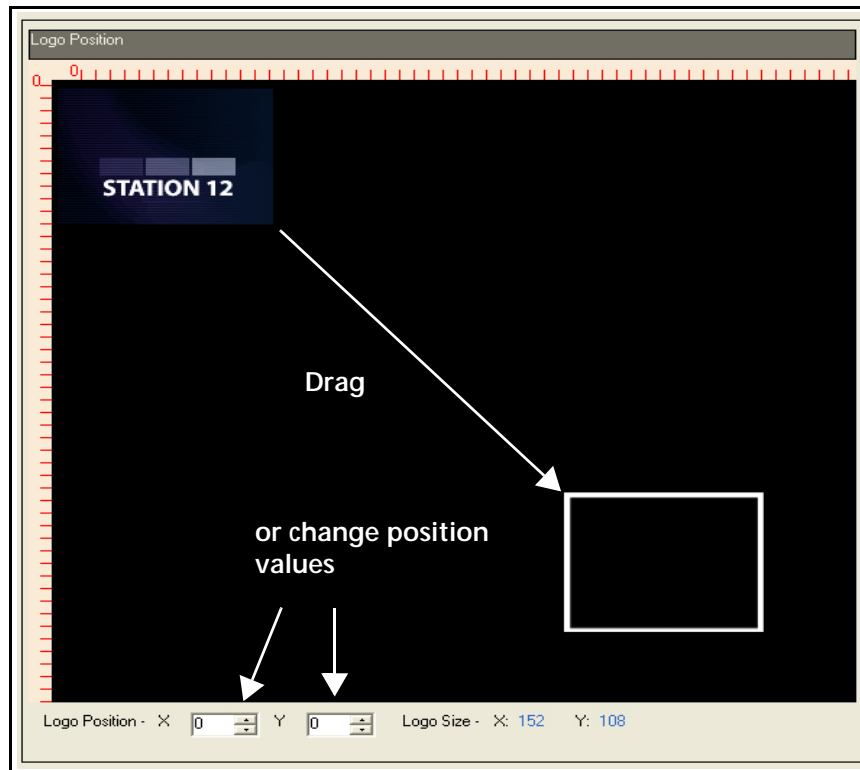 Logo Position
0
0
STATION 12
Drag
or change position
values
Logo Position - X 0 Y 0 Logo Size - X: 152 Y: 108